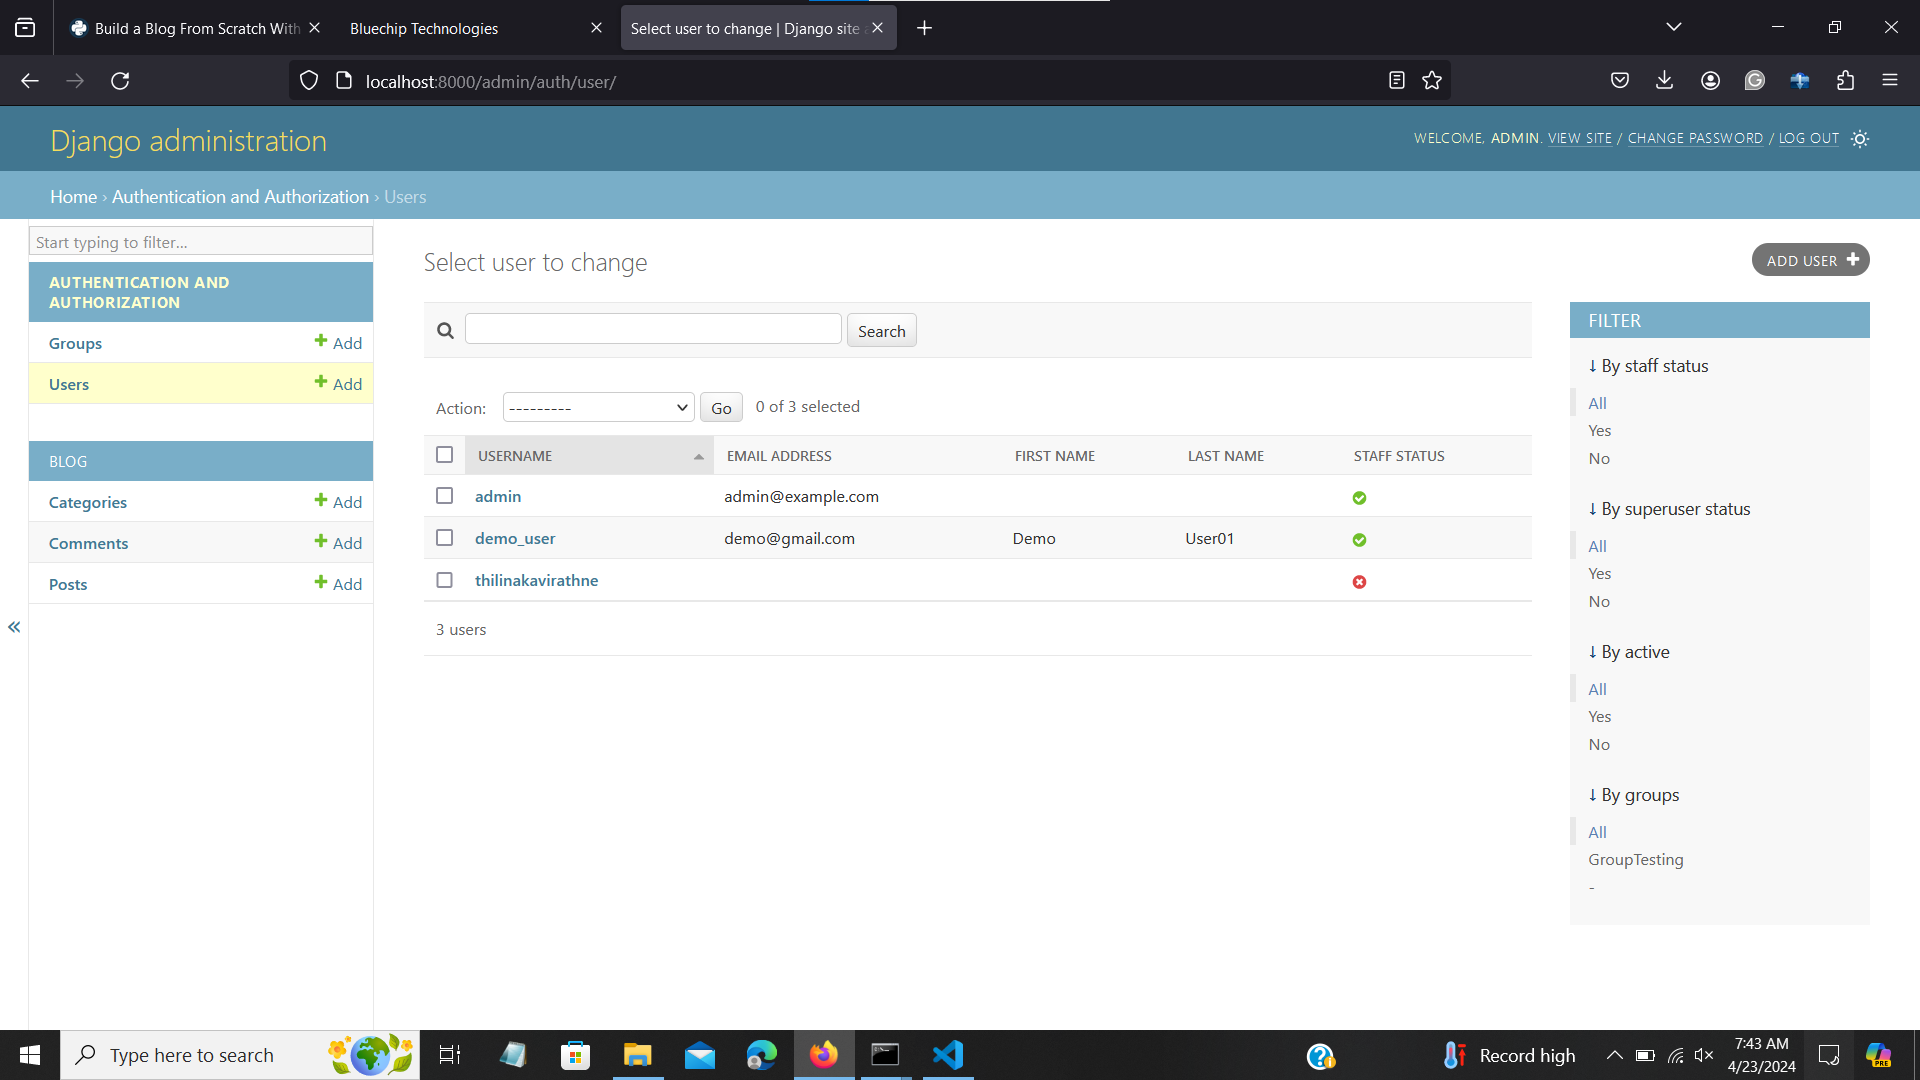 Build a Blog From Scratch With
Bluechip Technologies
Select user to change | Django site
localhost:8000/admin/auth/user/
Django administration
WELCOME, ADMIN. VIEW SITE / CHANGE PASSWORD / LOG OUT
Home › Authentication and Authorization › Users
Start typing to filter...
AUTHENTICATION AND
AUTHORIZATION
Groups
Add
Users
Add
BLOG
Categories
Add
Comments
Add
Posts
Add
«
Select user to change
ADD USER
Search
Action:
---------
Go
0 of 3 selected
USERNAME EMAIL ADDRESS FIRST NAME LAST NAME STAFF STATUS
admin admin@example.com
demo_user demo@gmail.com Demo User01
thilinakavirathne
3 users
FILTER
↓ By staff status
All
Yes
No
↓ By superuser status
All
Yes
No
↓ By active
All
Yes
No
↓ By groups
All
GroupTesting
-
Type here to search
Record high
7:43 AM
4/23/2024
PRE